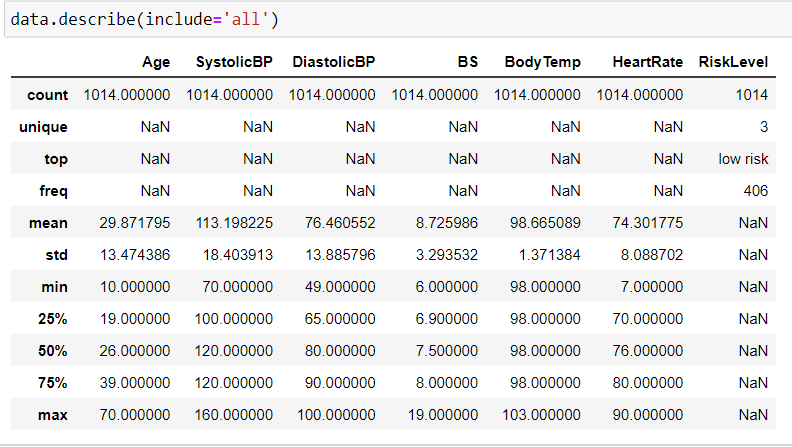 data.describe(include='all')
Age SystolicBP DiastolicBP BS BodyTemp HeartRate RiskLevel
count 1014.000000 1014.000000 1014.000000 1014.000000 1014.000000 1014.000000 1014
unique NaN NaN NaN NaN NaN NaN 3
top NaN NaN NaN NaN NaN NaN low risk
freq NaN NaN NaN NaN NaN NaN 406
mean 29.871795 113.198225 76.460552 8.725986 98.665089 74.301775 NaN
std 13.474386 18.403913 13.885796 3.293532 1.371384 8.088702 NaN
min 10.000000 70.000000 49.000000 6.000000 98.000000 7.000000 NaN
25% 19.000000 100.000000 65.000000 6.900000 98.000000 70.000000 NaN
50% 26.000000 120.000000 80.000000 7.500000 98.000000 76.000000 NaN
75% 39.000000 120.000000 90.000000 8.000000 98.000000 80.000000 NaN
max 70.000000 160.000000 100.000000 19.000000 103.000000 90.000000 NaN